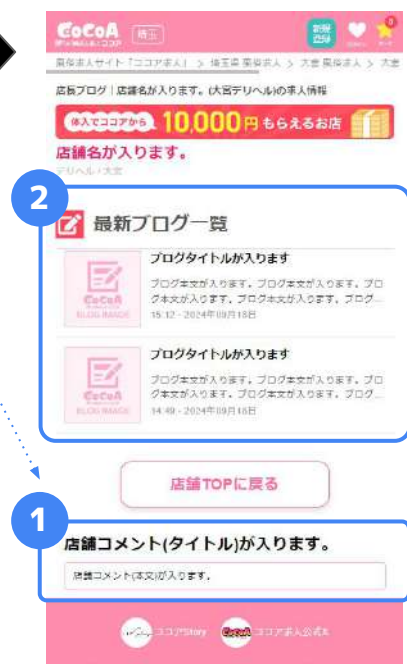 CoCoA 埼玉 新規登録
風俗求人サイト「ココア求人」 > 埼玉県 風俗求人 > 大宮 風俗求人 > 大宮
店長ブログ | 店舗名が入ります。(大宮デリヘル)の求人情報
体入でココアから 10,000円 もらえるお店
店舗名が入ります。
デリヘル・大宮
2
最新ブログ一覧
ブログタイトルが入ります
ブログ本文が入ります。ブログ本文が入ります。ブロ
グ本文が入ります。ブログ本文が入ります。ブログ...
15:12 - 2024年09月18日
CoCoA
BLOG IMAGE
ブログタイトルが入ります
ブログ本文が入ります。ブログ本文が入ります。ブロ
グ本文が入ります。ブログ本文が入ります。ブログ...
14:49 - 2024年09月18日
CoCoA
BLOG IMAGE
店舗TOPに戻る
1
店舗コメント(タイトル)が入ります。
店舗コメント(本文)が入ります。
ココアStory CoCoA ココア求人公式X